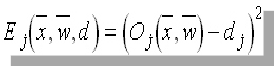 E_j(x̅, w̅, d) = (O_j(x̅, w̅) − d_j)²